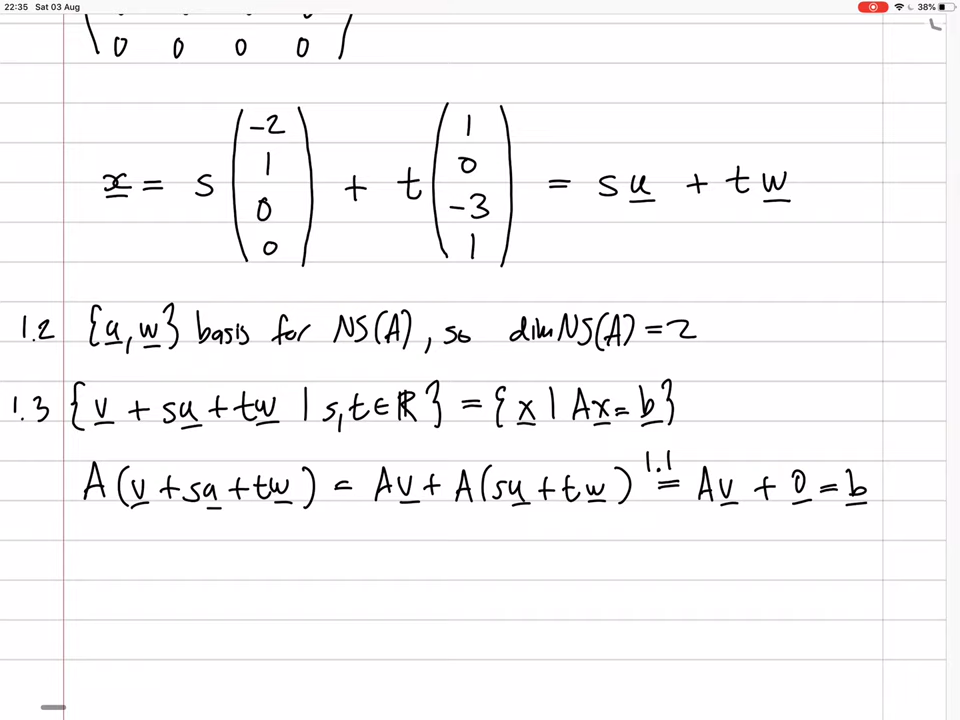 22:35 Sat 03 Aug 38%
0 0 0 0
x = s (-2 1 0 0) + t (1 0 -3 1) = s u + t w
1.2 {u, w} basis for NS(A), so dim NS(A) = 2
1.3 {v + su + tw | s, t ∈ ℝ} = {x | Ax = b}
1.1
A(v + su + tw) = Av + A(su + tw) = Av + 0 = b